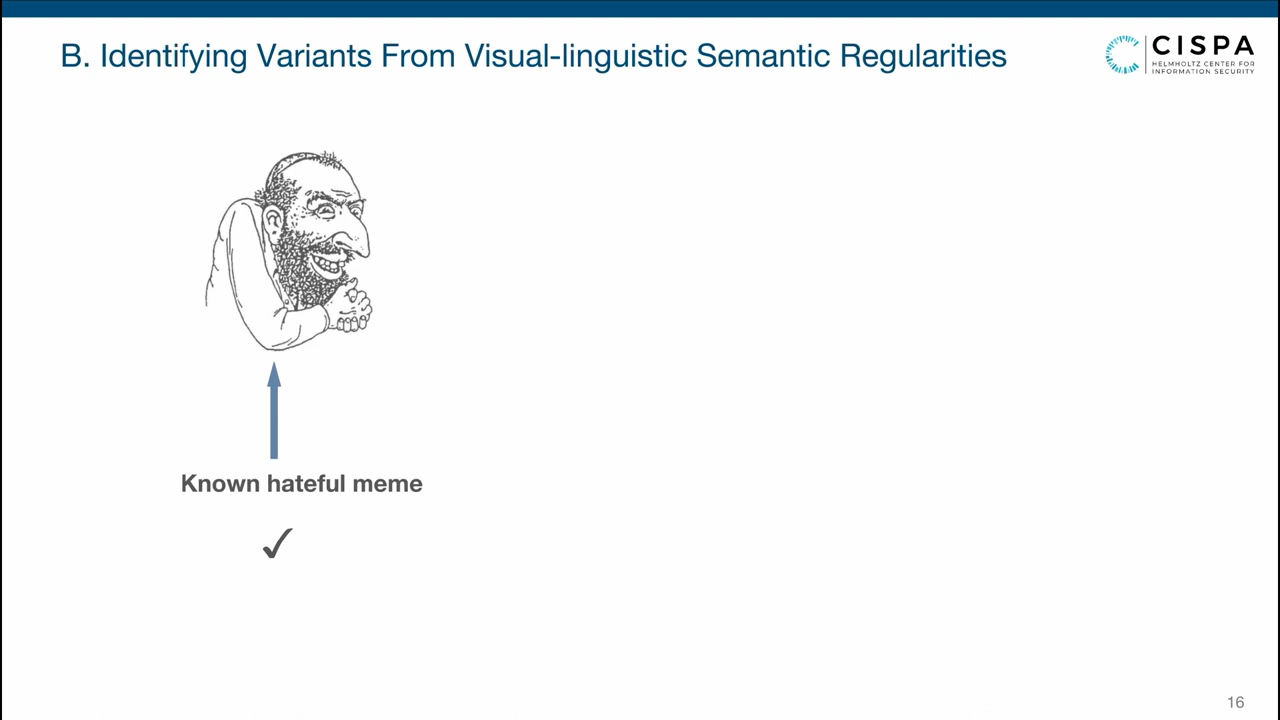 B. Identifying Variants From Visual-linguistic Semantic Regularities
CISPA
HELMHOLTZ CENTER FOR
INFORMATION SECURITY
Known hateful meme
16